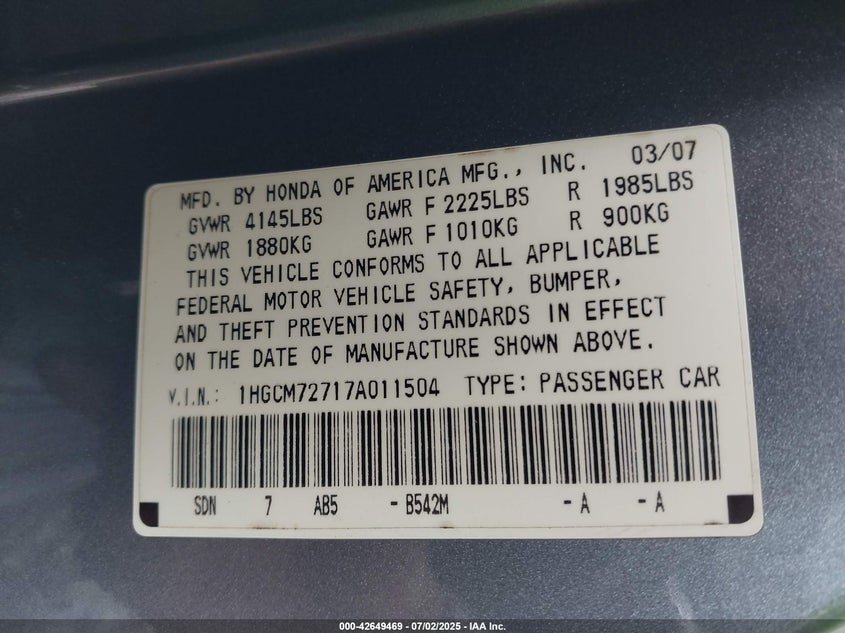 MFD. BY HONDA OF AMERICA MFG., INC. 03/07
GVWR 4145LBS GAWR F 2225LBS R 1985LBS
GVWR 1880KG GAWR F 1010KG R 900KG
THIS VEHICLE CONFORMS TO ALL APPLICABLE
FEDERAL MOTOR VEHICLE SAFETY, BUMPER,
AND THEFT PREVENTION STANDARDS IN EFFECT
ON THE DATE OF MANUFACTURE SHOWN ABOVE.
V.I.N.: 1HGCM72717A011504 TYPE: PASSENGER CAR
SDN 7 AB5 - B542M - A - A
000-42649469 - 07/02/2025 - IAA Inc.